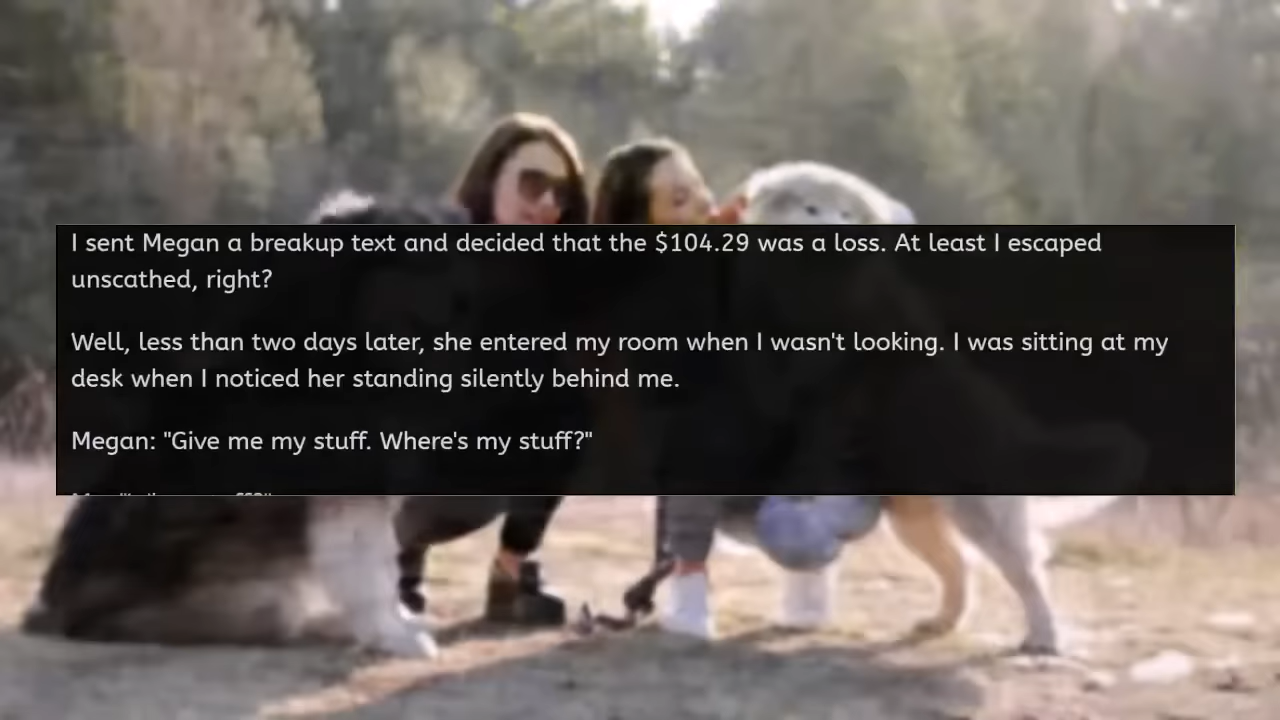 I sent Megan a breakup text and decided that the $104.29 was a loss. At least I escaped
unscathed, right?
Well, less than two days later, she entered my room when I wasn't looking. I was sitting at my
desk when I noticed her standing silently behind me.
Megan: "Give me my stuff. Where's my stuff?"